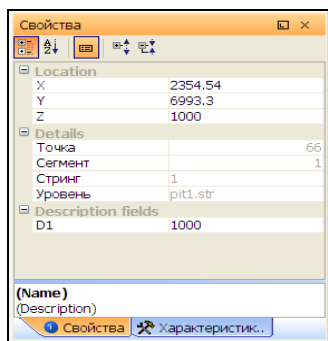 Свойства
Location
X 2354.54
Y 6993.3
Z 1000
Details
Точка 66
Сегмент 1
Стринг 1
Уровень pit1.str
Description fields
D1 1000
(Name)
(Description)
Свойства Характеристик..